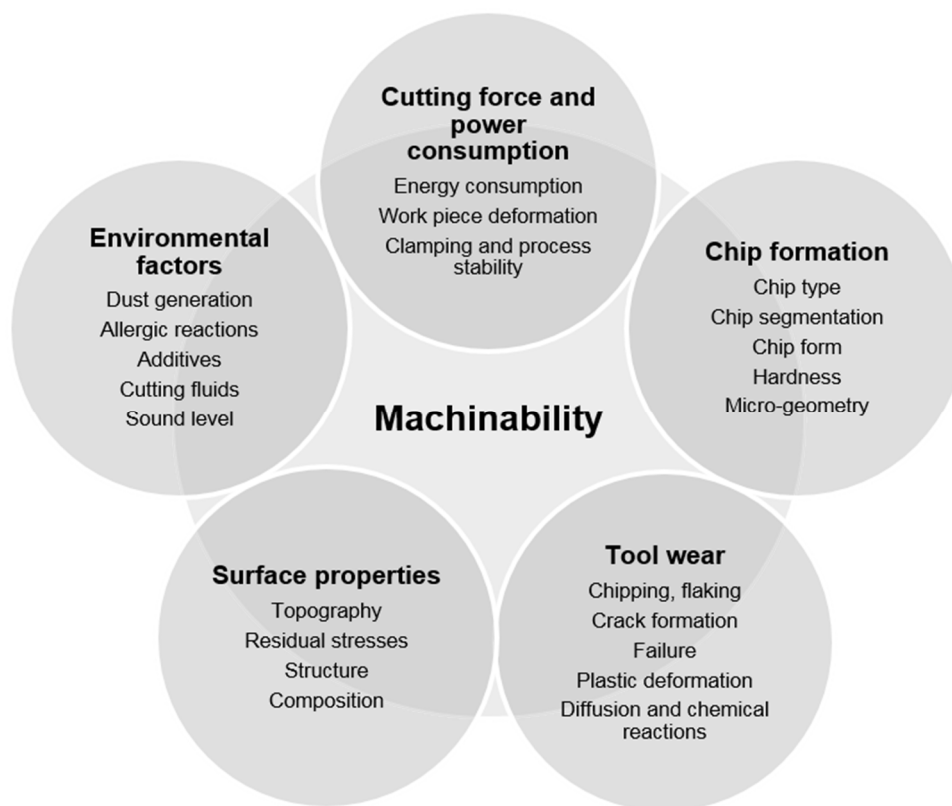 Cutting force and
power
consumption
Energy consumption
Work piece deformation
Clamping and process
stability
Environmental
factors
Dust generation
Allergic reactions
Additives
Cutting fluids
Sound level
Chip formation
Chip type
Chip segmentation
Chip form
Hardness
Micro-geometry
Machinability
Surface properties
Topography
Residual stresses
Structure
Composition
Tool wear
Chipping, flaking
Crack formation
Failure
Plastic deformation
Diffusion and chemical
reactions